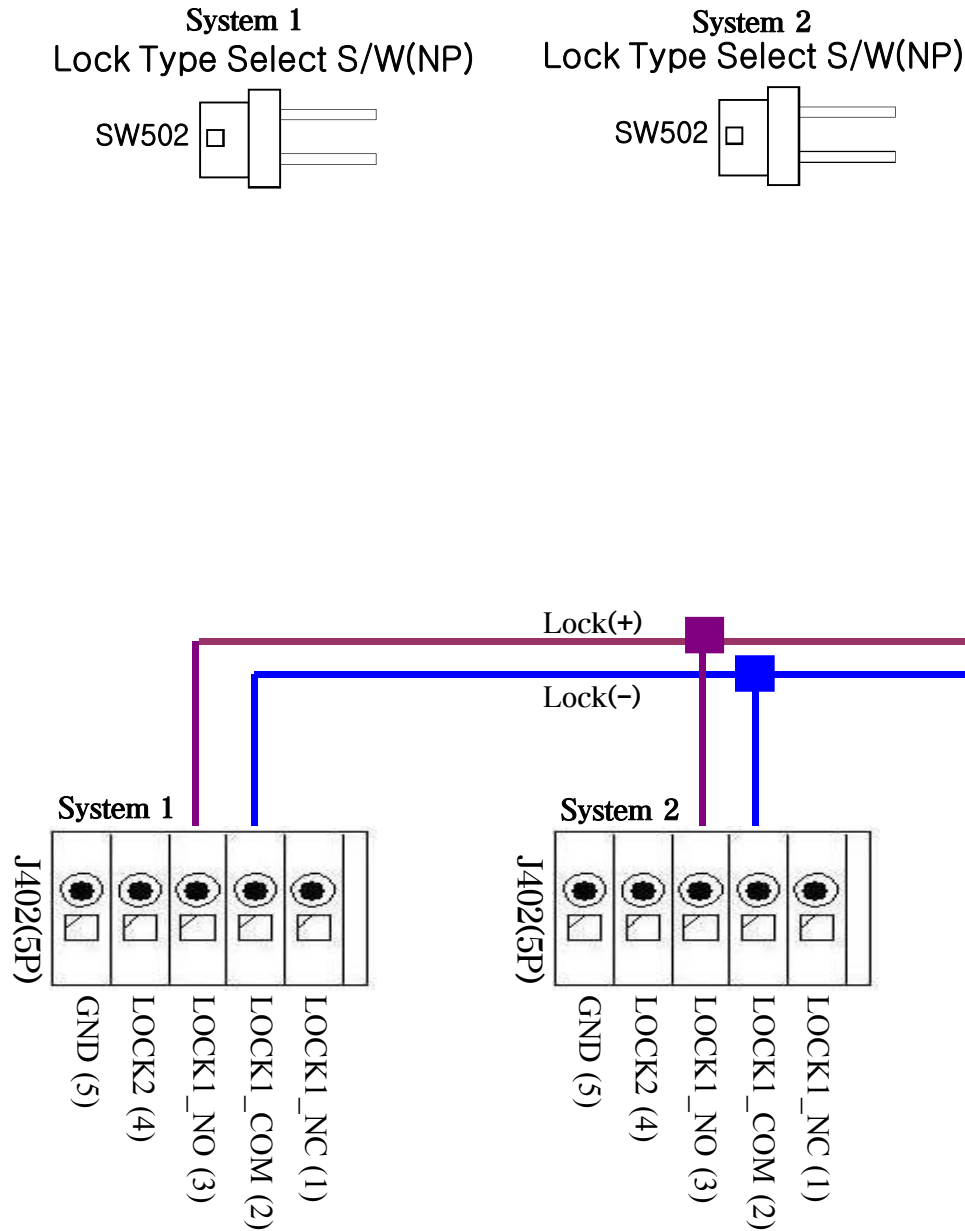 System 1
Lock Type Select S/W(NP)
SW502
System 2
Lock Type Select S/W(NP)
SW502
Lock(+)
Lock(-)
System 1
J402(5P)
GND (5)
LOCK2 (4)
LOCK1_NO (3)
LOCK1_COM (2)
LOCK1_NC (1)
System 2
J402(5P)
GND (5)
LOCK2 (4)
LOCK1_NO (3)
LOCK1_COM (2)
LOCK1_NC (1)